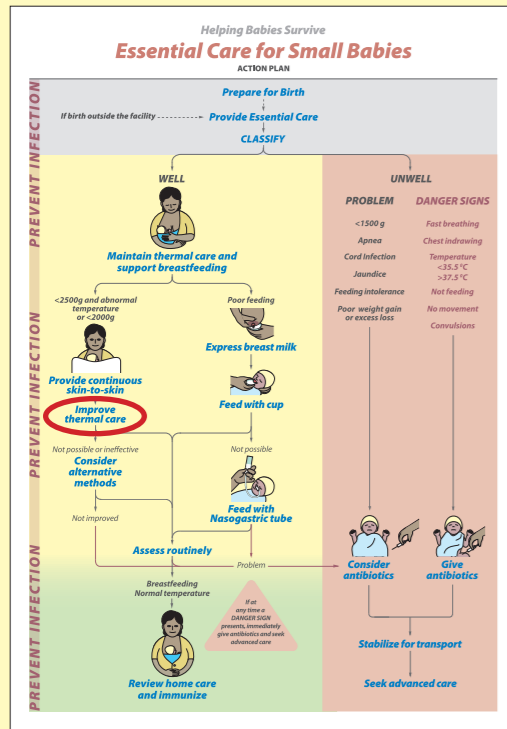 Helping Babies Survive
Essential Care for Small Babies
ACTION PLAN
PREVENT INFECTION
Prepare for Birth
If birth outside the facility
Provide Essential Care
CLASSIFY
WELL
UNWELL
PROBLEM
DANGER SIGNS
<1500 g
Apnea
Cord Infection
Jaundice
Feeding intolerance
Poor weight gain
or excess loss
Fast breathing
Chest indrawing
Temperature
<35.5 °C
>37.5 °C
Not feeding
No movement
Convulsions
Maintain thermal care and
support breastfeeding
PREVENT INFECTION
<2500g and abnormal
temperature
or <2000g
Poor feeding
Express breast milk
Provide continuous
skin-to-skin
Improve
thermal care
Feed with cup
Not possible or ineffective
Not possible
Consider
alternative
methods
Feed with
Nasogastric tube
Not improved
PREVENT INFECTION
Assess routinely
Problem
Consider
antibiotics
Give
antibiotics
Breastfeeding
Normal temperature
If at
any time a
DANGER SIGN
presents, immediately
give antibiotics and seek
advanced care
Stabilize for transport
Review home care
and immunize
Seek advanced care